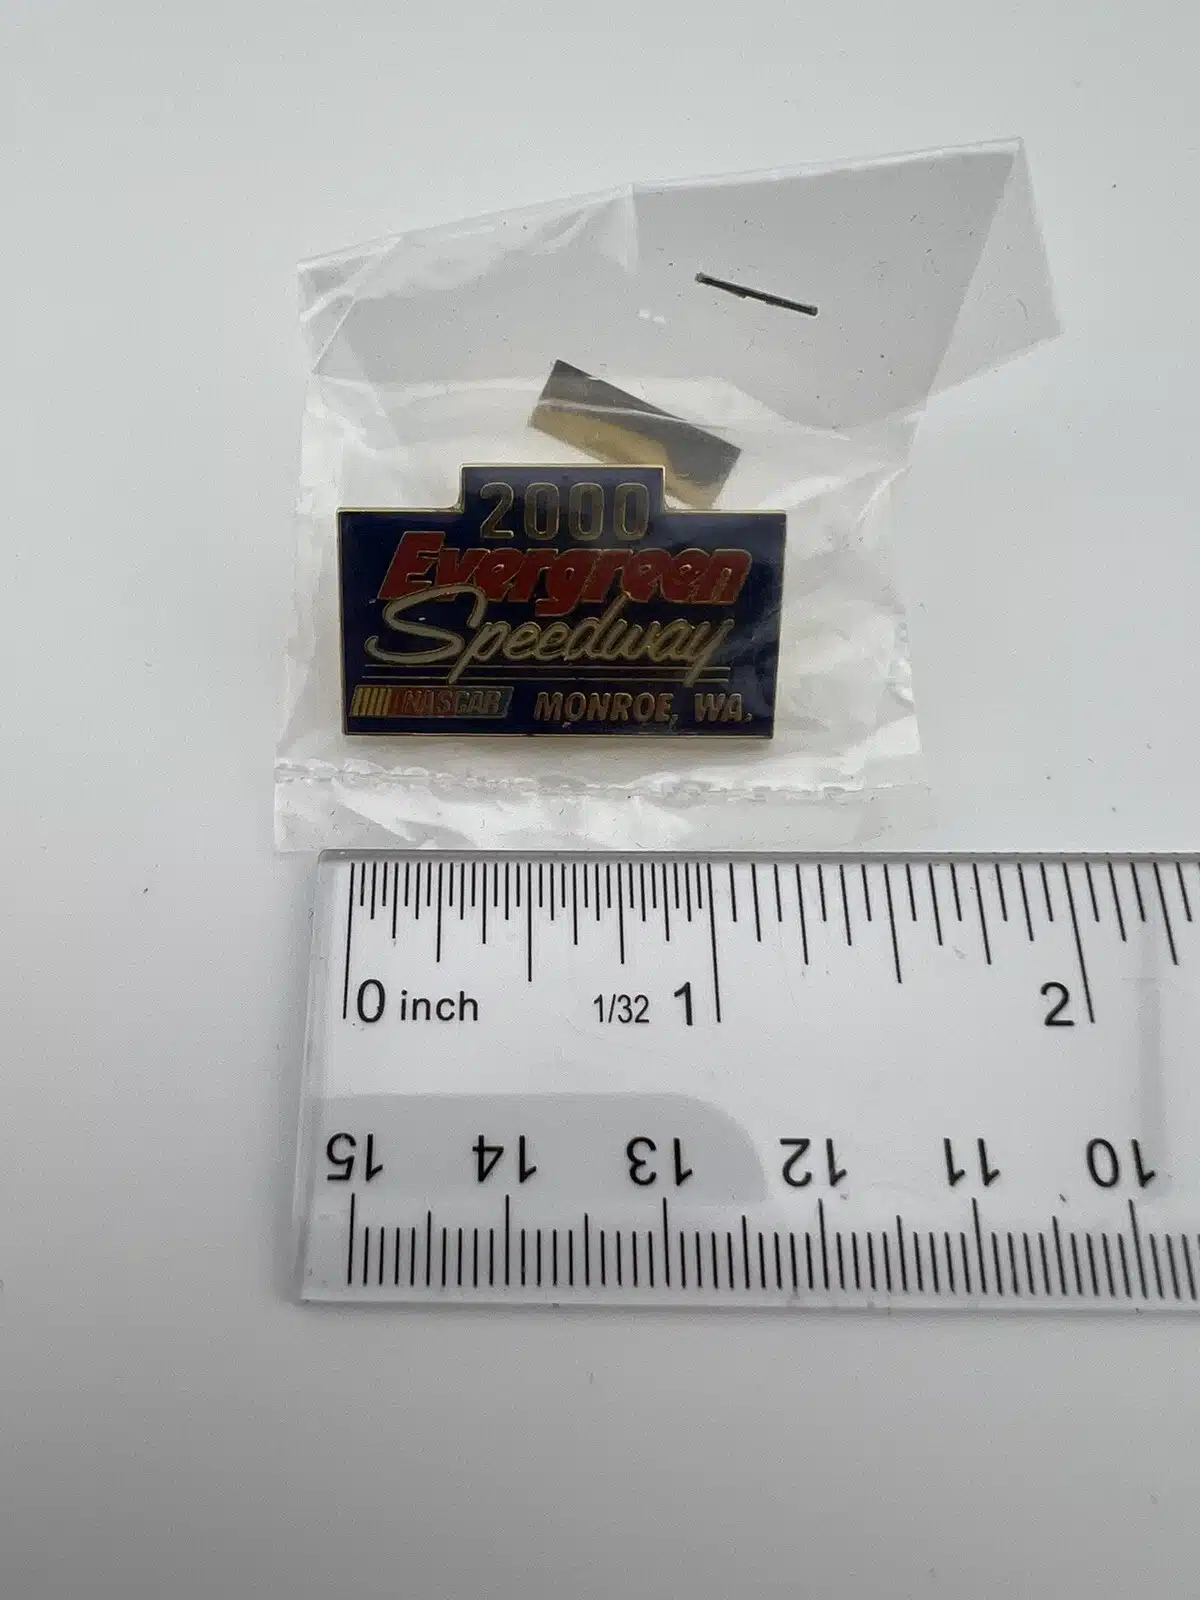 2000
Evergreen
Speedway
NASCAR MONROE, WA.
0 inch 1/32 1 2
15 14 13 12 11 10